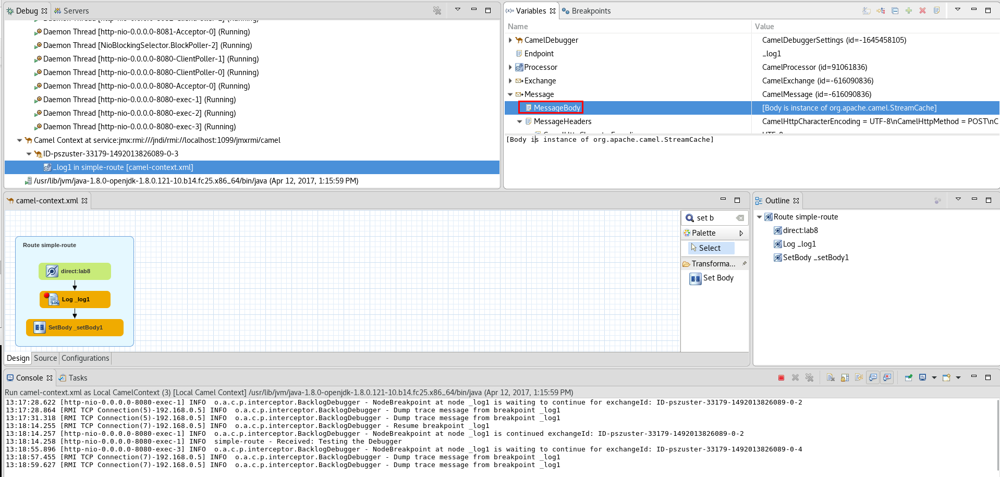 Debug
Servers
Daemon Thread [http-nio-0.0.0.0-8081-Acceptor-0] (Running)
Daemon Thread [NioBlockingSelector.BlockPoller-2] (Running)
Daemon Thread [http-nio-0.0.0.0-8080-ClientPoller-1] (Running)
Daemon Thread [http-nio-0.0.0.0-8080-ClientPoller-0] (Running)
Daemon Thread [http-nio-0.0.0.0-8080-Acceptor-0] (Running)
Daemon Thread [http-nio-0.0.0.0-8080-exec-1] (Running)
Daemon Thread [http-nio-0.0.0.0-8080-exec-2] (Running)
Daemon Thread [http-nio-0.0.0.0-8080-exec-3] (Running)
Camel Context at service:jmx:rmi:///jndi/rmi://localhost:1099/jmxrmi/camel
ID-pszuster-33179-1492013826089-0-3
_log1 in simple-route [camel-context.xml]
/usr/lib/jvm/java-1.8.0-openjdk-1.8.0.121-10.b14.fc25.x86_64/bin/java (Apr 12, 2017, 1:15:59 PM)
(x)= Variables
Breakpoints
Name Value
CamelDebugger CamelDebuggerSettings (id=-1645458105)
Endpoint _log1
Processor CamelProcessor (id=91061836)
Exchange CamelExchange (id=-616090836)
Message CamelMessage (id=-616090836)
MessageBody [Body is instance of org.apache.camel.StreamCache]
MessageHeaders CamelHttpCharacterEncoding = UTF-8\nCamelHttpMethod = POST\nC
[Body is instance of org.apache.camel.StreamCache]
camel-context.xml
Route simple-route
direct:lab8
LOG
Log _log1
SetBody _setBody1
set b
Palette
Select
Transforma...
Set Body
Design Source Configurations
Outline
Route simple-route
direct:lab8
Log _log1
SetBody _setBody1
Console
Tasks
Run camel-context.xml as Local CamelContext (3) [Local Camel Context] /usr/lib/jvm/java-1.8.0-openjdk-1.8.0.121-10.b14.fc25.x86_64/bin/java (Apr 12, 2017, 1:15:59 PM)
13:17:28.622 [http-nio-0.0.0.0-8080-exec-1] INFO  o.a.c.p.interceptor.BacklogDebugger - NodeBreakpoint at node _log1 is waiting to continue for exchangeId: ID-pszuster-33179-1492013826089-0-2
13:17:28.864 [RMI TCP Connection(5)-192.168.0.5] INFO  o.a.c.p.interceptor.BacklogDebugger - Dump trace message from breakpoint _log1
13:17:31.318 [RMI TCP Connection(5)-192.168.0.5] INFO  o.a.c.p.interceptor.BacklogDebugger - Dump trace message from breakpoint _log1
13:18:14.255 [RMI TCP Connection(7)-192.168.0.5] INFO  o.a.c.p.interceptor.BacklogDebugger - Resume breakpoint _log1
13:18:14.257 [http-nio-0.0.0.0-8080-exec-1] INFO  o.a.c.p.interceptor.BacklogDebugger - NodeBreakpoint at node _log1 is continued exchangeId: ID-pszuster-33179-1492013826089-0-2
13:18:14.258 [http-nio-0.0.0.0-8080-exec-1] INFO  simple-route - Received: Testing the Debugger
13:18:55.896 [http-nio-0.0.0.0-8080-exec-3] INFO  o.a.c.p.interceptor.BacklogDebugger - NodeBreakpoint at node _log1 is waiting to continue for exchangeId: ID-pszuster-33179-1492013826089-0-4
13:18:57.455 [RMI TCP Connection(7)-192.168.0.5] INFO  o.a.c.p.interceptor.BacklogDebugger - Dump trace message from breakpoint _log1
13:18:59.627 [RMI TCP Connection(7)-192.168.0.5] INFO  o.a.c.p.interceptor.BacklogDebugger - Dump trace message from breakpoint _log1